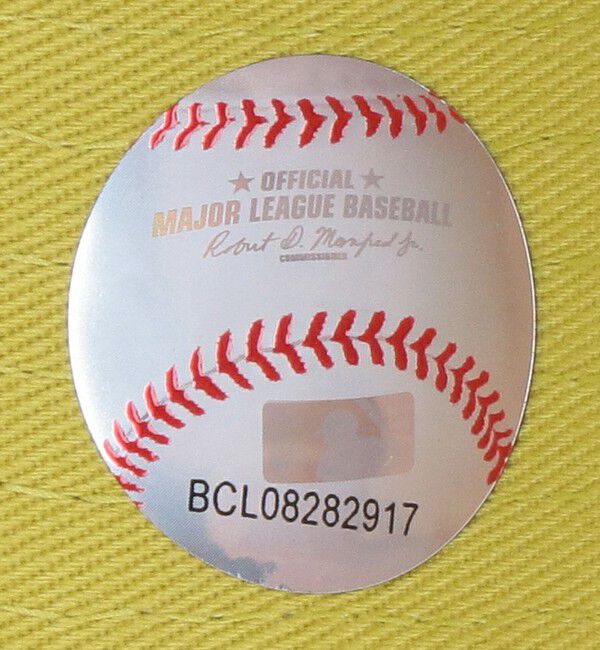 ★ OFFICIAL ★
MAJOR LEAGUE BASEBALL
Robert D. Manfred Jr.
COMMISSIONER
BCL08282917